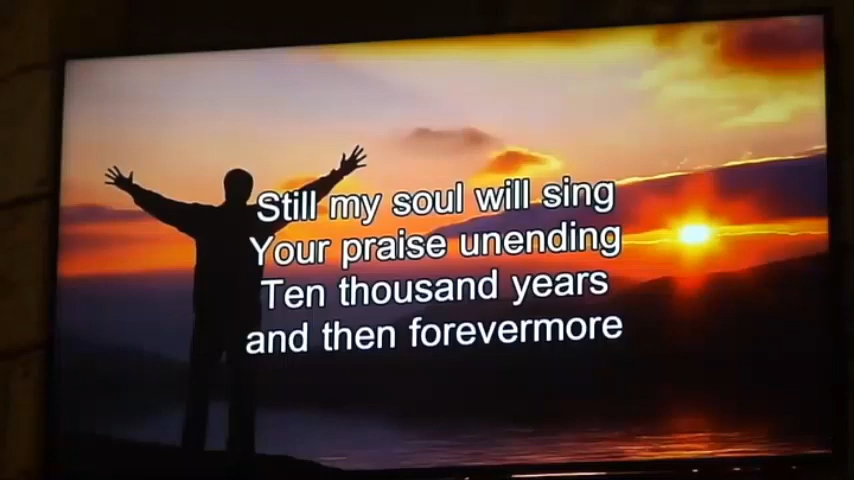 Still my soul will sing
Your praise unending
Ten thousand years
and then forevermore